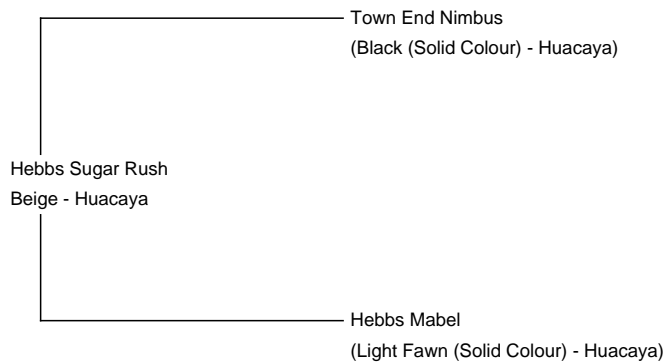 Town End Nimbus
(Black (Solid Colour) - Huacaya)
Hebbs Sugar Rush
Beige - Huacaya
Hebbs Mabel
(Light Fawn (Solid Colour) - Huacaya)